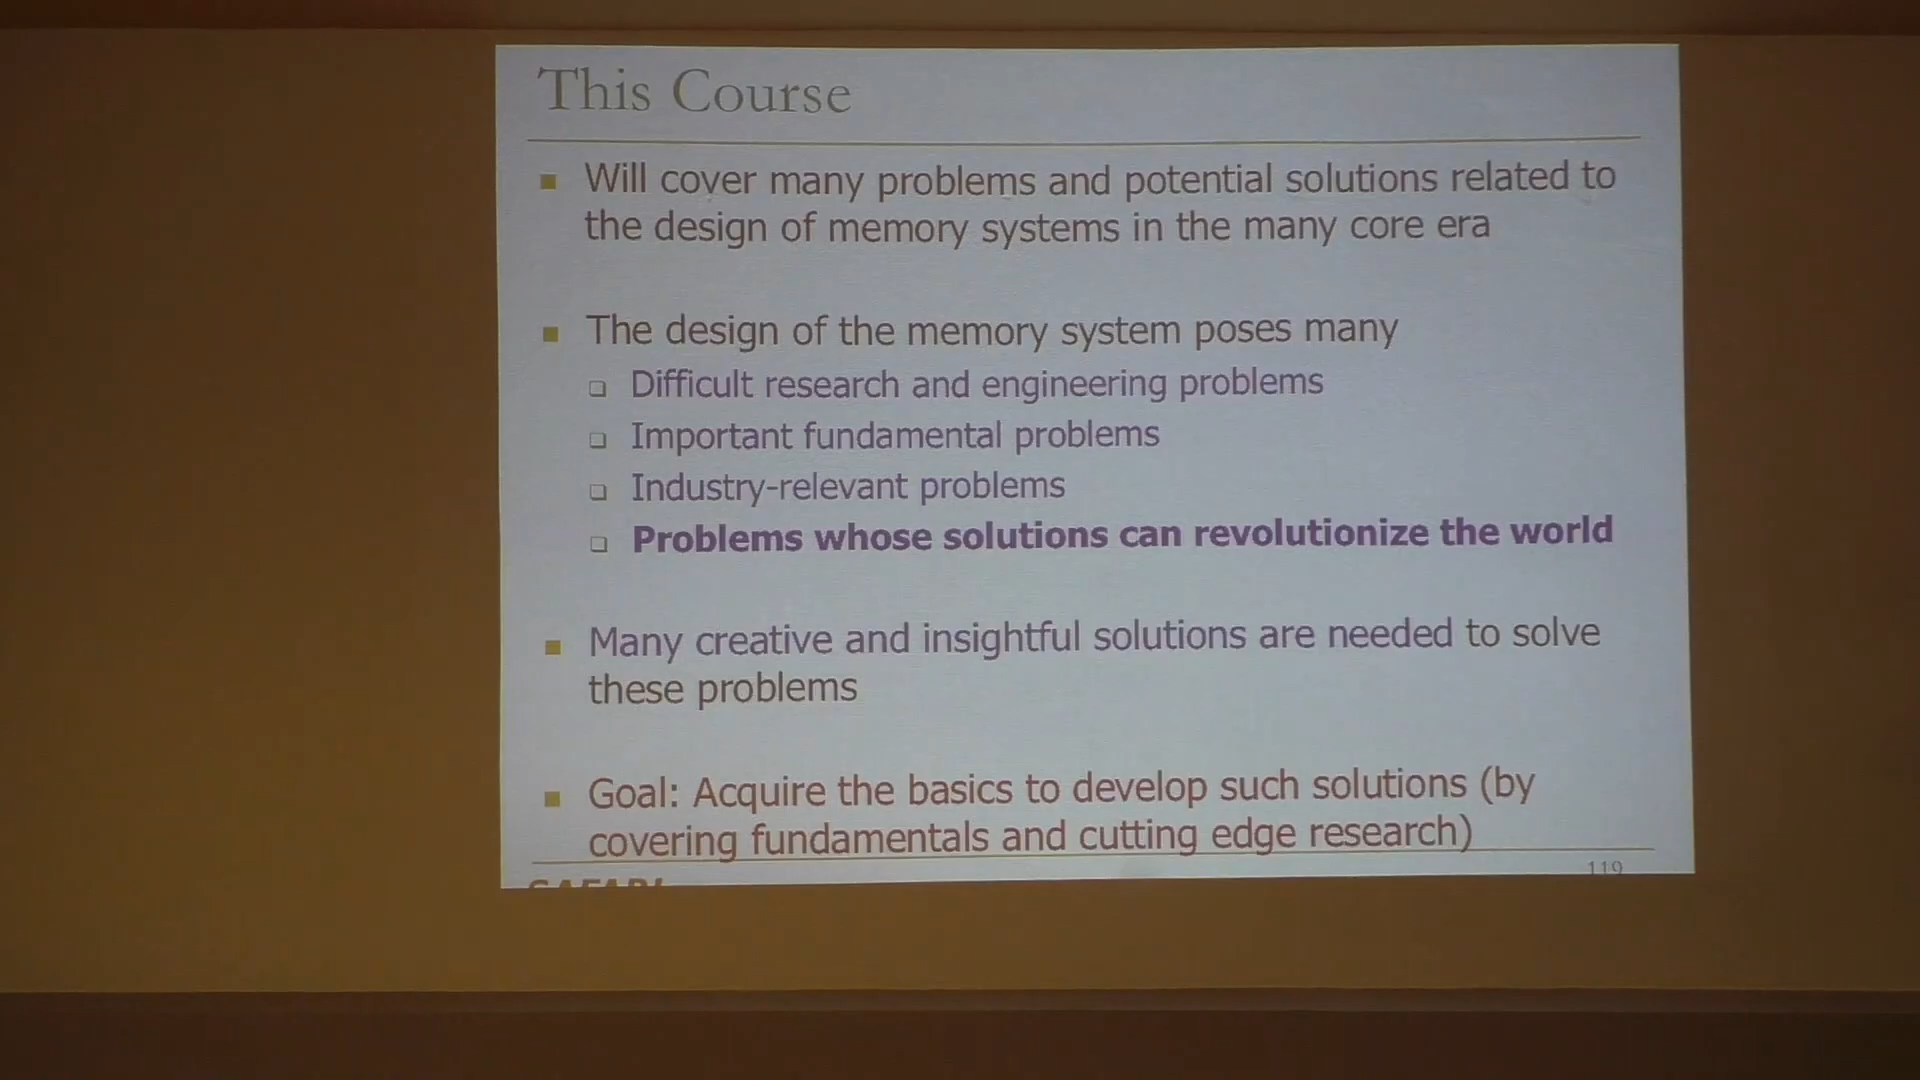 This Course
Will cover many problems and potential solutions related to
the design of memory systems in the many core era
The design of the memory system poses many
Difficult research and engineering problems
Important fundamental problems
Industry-relevant problems
Problems whose solutions can revolutionize the world
Many creative and insightful solutions are needed to solve
these problems
Goal: Acquire the basics to develop such solutions (by
covering fundamentals and cutting edge research)
SAFARI
119